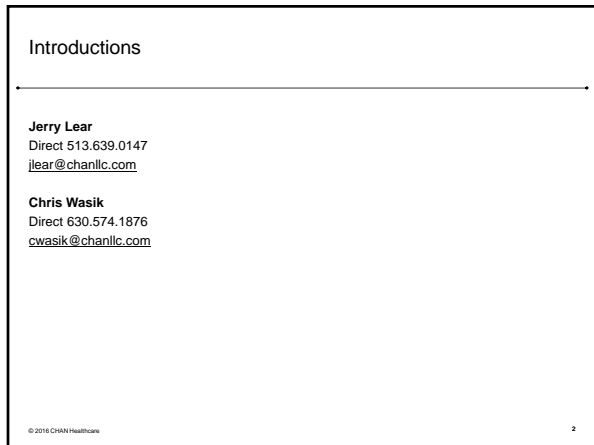 Introductions
Jerry Lear
Direct 513.639.0147
jlear@chanllc.com
Chris Wasik
Direct 630.574.1876
cwasik@chanllc.com
© 2016 CHAN Healthcare
2